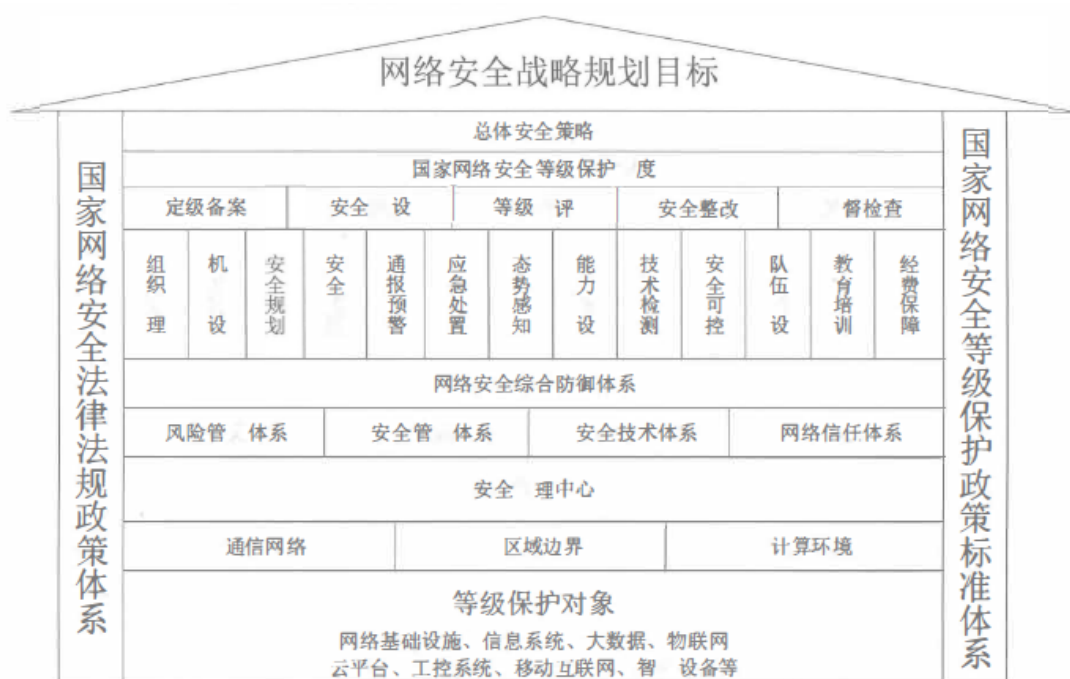 网络安全战略规划目标
国家网络安全法律法规政策体系
总体安全策略
国家网络安全等级保护 度
定级备案 安全 设 等级 评 安全整改 督检查
组织 理 机 设 安全规划 安全 通报预警 应急处置 态势感知 能力 设 技术检测 安全可控 队伍 设 教育培训 经费保障
网络安全综合防御体系
风险管 体系 安全管 体系 安全技术体系 网络信任体系
安全 理中心
通信网络 区域边界 计算环境
等级保护对象
网络基础设施、信息系统、大数据、物联网
云平台、工控系统、移动互联网、智 设备等
国家网络安全等级保护政策标准体系